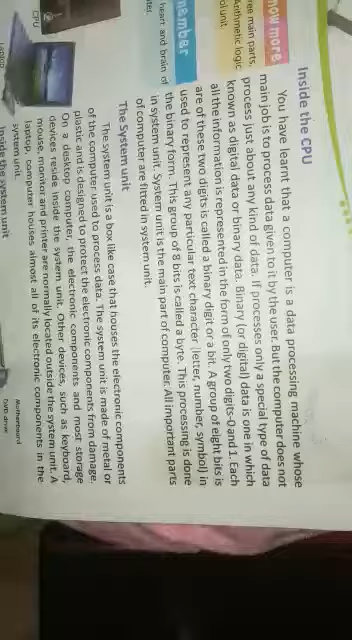 Inside the CPU
You have learnt that a computer is a data processing machine whose
main job is to process data given to it by the user. But the computer does not
process just about any kind of data. If processes only a special type of data
known as digital data or binary data. Binary (or digital) data is one in which
all the information is represented in the form of only two digits-0 and 1. Each
are of these two digits is called a binary digit or a bit. A group of eight bits is
used to represent any particular text character (letter, number, symbol) in
the binary form. This group of 8 bits is called a byte. This processing is done
in system unit. System unit is the main part of computer. All important parts
of computer are fitted in system unit.
The System unit
The system unit is a box like case that houses the electronic components
of the computer used to process data. The system unit is made of metal or
plastic and is designed to protect the electronic components from damage.
On a desktop computer, the electronic components and most storage
devices reside inside the system unit. Other devices, such as keyboard,
mouse, monitor and printer are normally located outside the system unit. A
laptop computer houses almost all of its electronic components in the
system unit.
Inside the system unit
now more
ree main parts,
Arithmetic logic
ol unit.
member
heart and brain of
CPU
Laptop
Motherboard